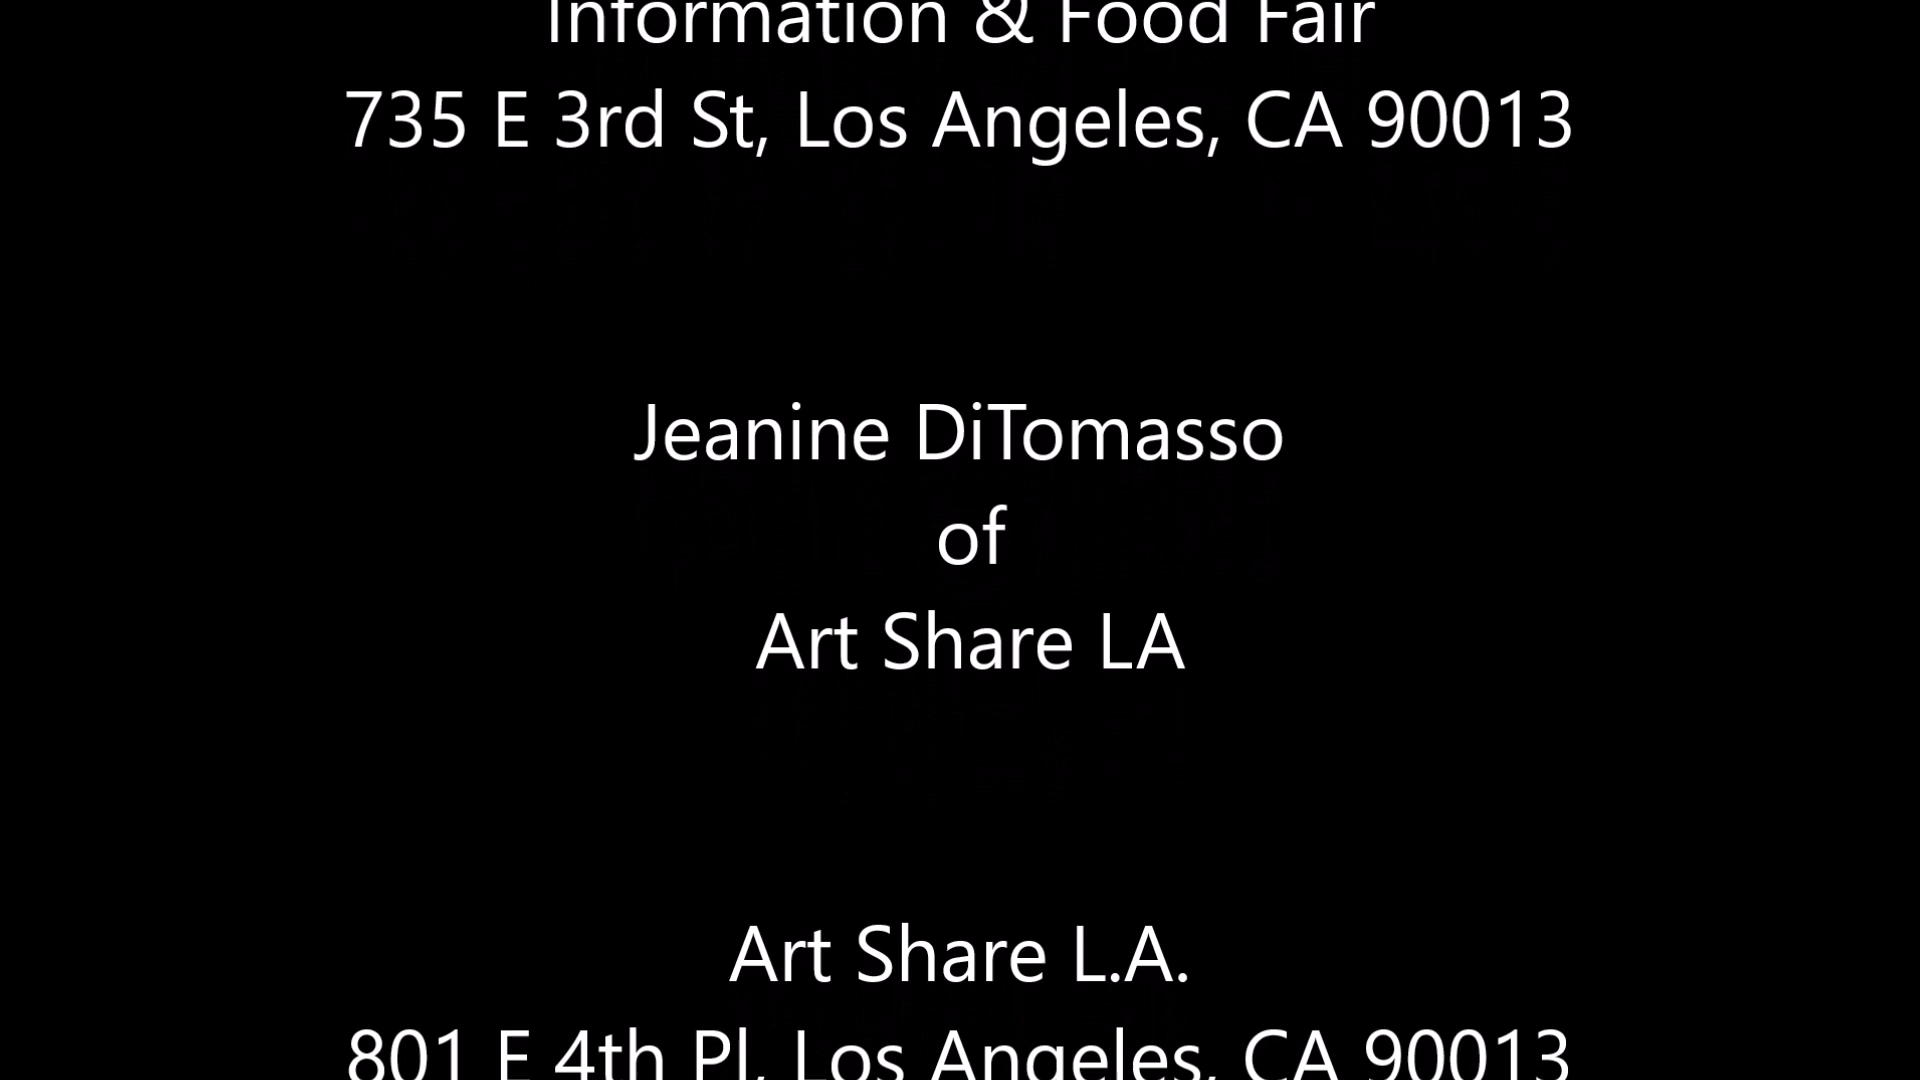 Information & Food Fair
735 E 3rd St, Los Angeles, CA 90013
Jeanine DiTomasso
of
Art Share LA
Art Share L.A.
801 E 4th Pl, Los Angeles, CA 90013